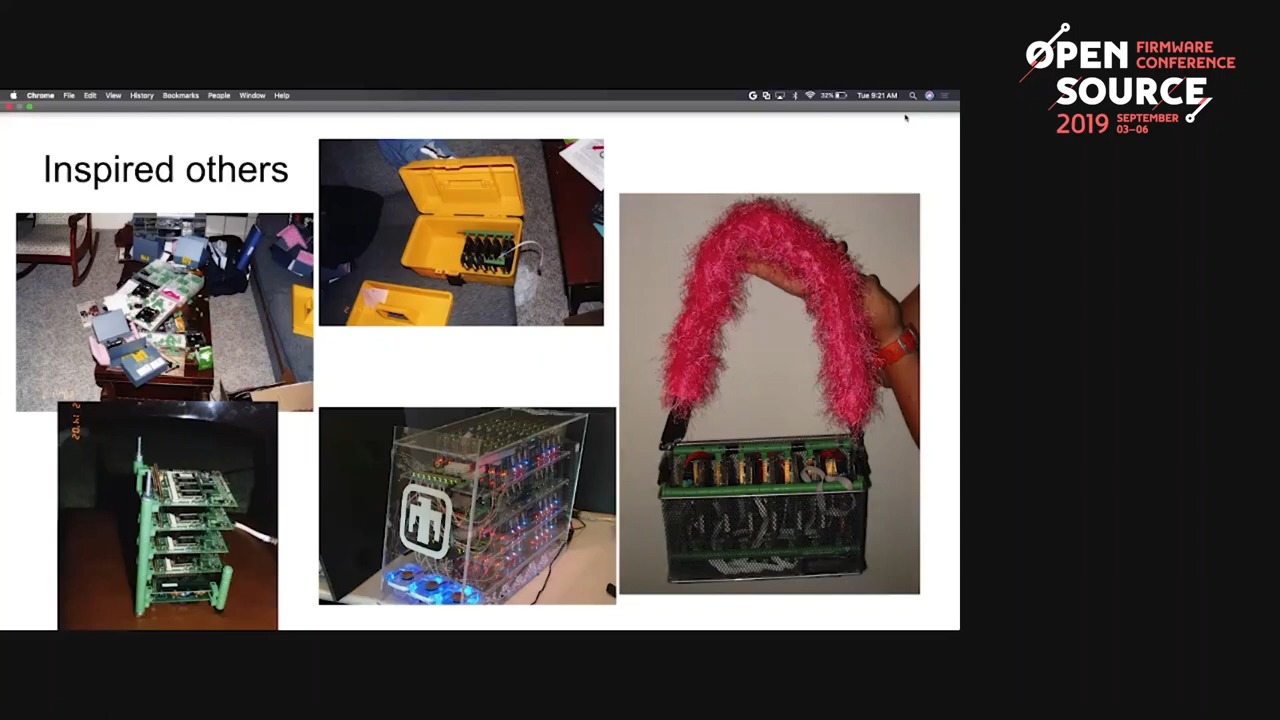 OPEN FIRMWARE
CONFERENCE
SOURCE
2019 SEPTEMBER
03–06
Chrome File Edit View History Bookmarks People Window Help
32% Tue 9:21 AM
Inspired others